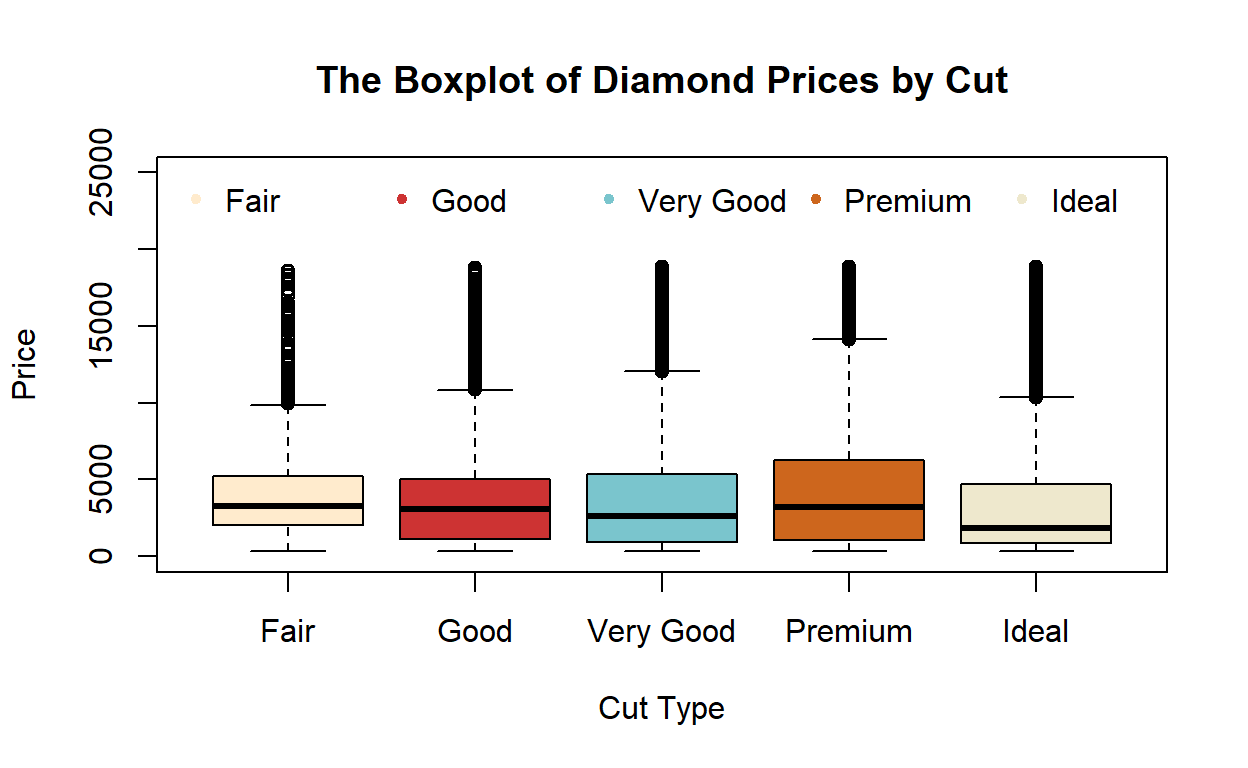 The Boxplot of Diamond Prices by Cut
Fair Good Very Good Premium Ideal
25000
15000
5000
0
Price
Fair Good Very Good Premium Ideal
Cut Type